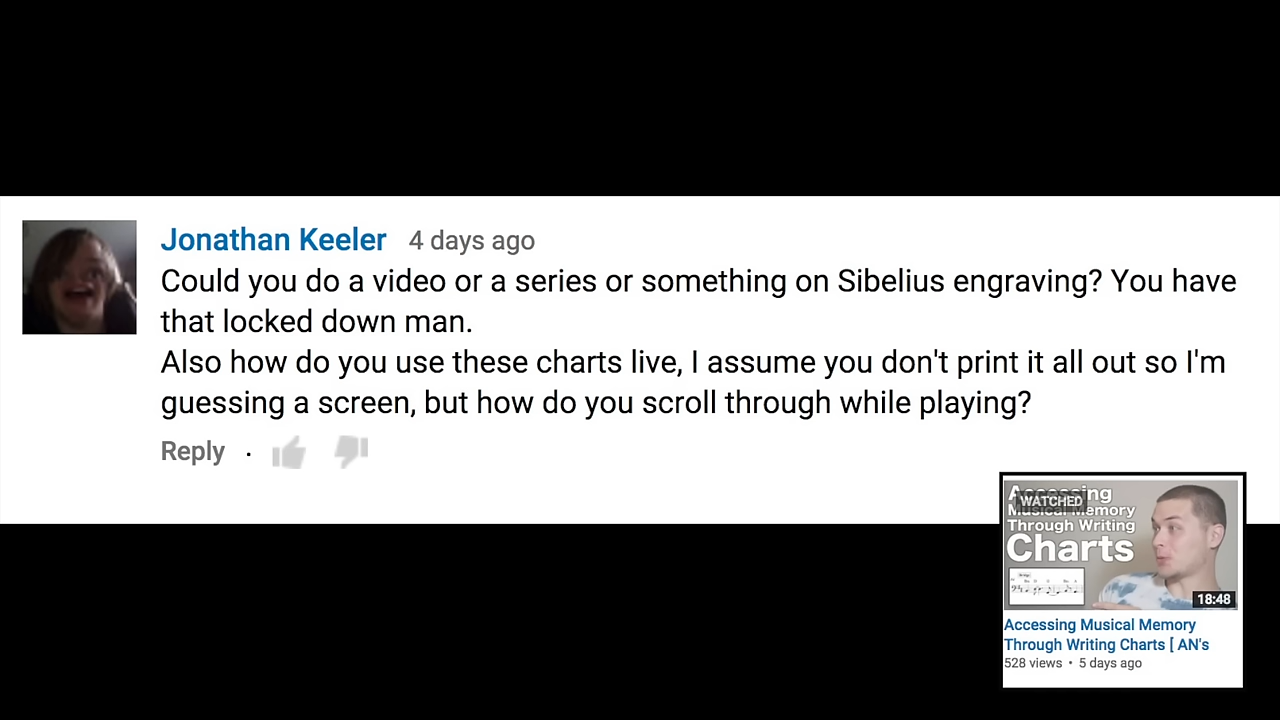 Jonathan Keeler 4 days ago
Could you do a video or a series or something on Sibelius engraving? You have
that locked down man.
Also how do you use these charts live, I assume you don't print it all out so I'm
guessing a screen, but how do you scroll through while playing?
Reply ·
Accessing
WATCHED
Musical Memory
Through Writing
Charts
18:48
Accessing Musical Memory
Through Writing Charts [ AN's
528 views • 5 days ago